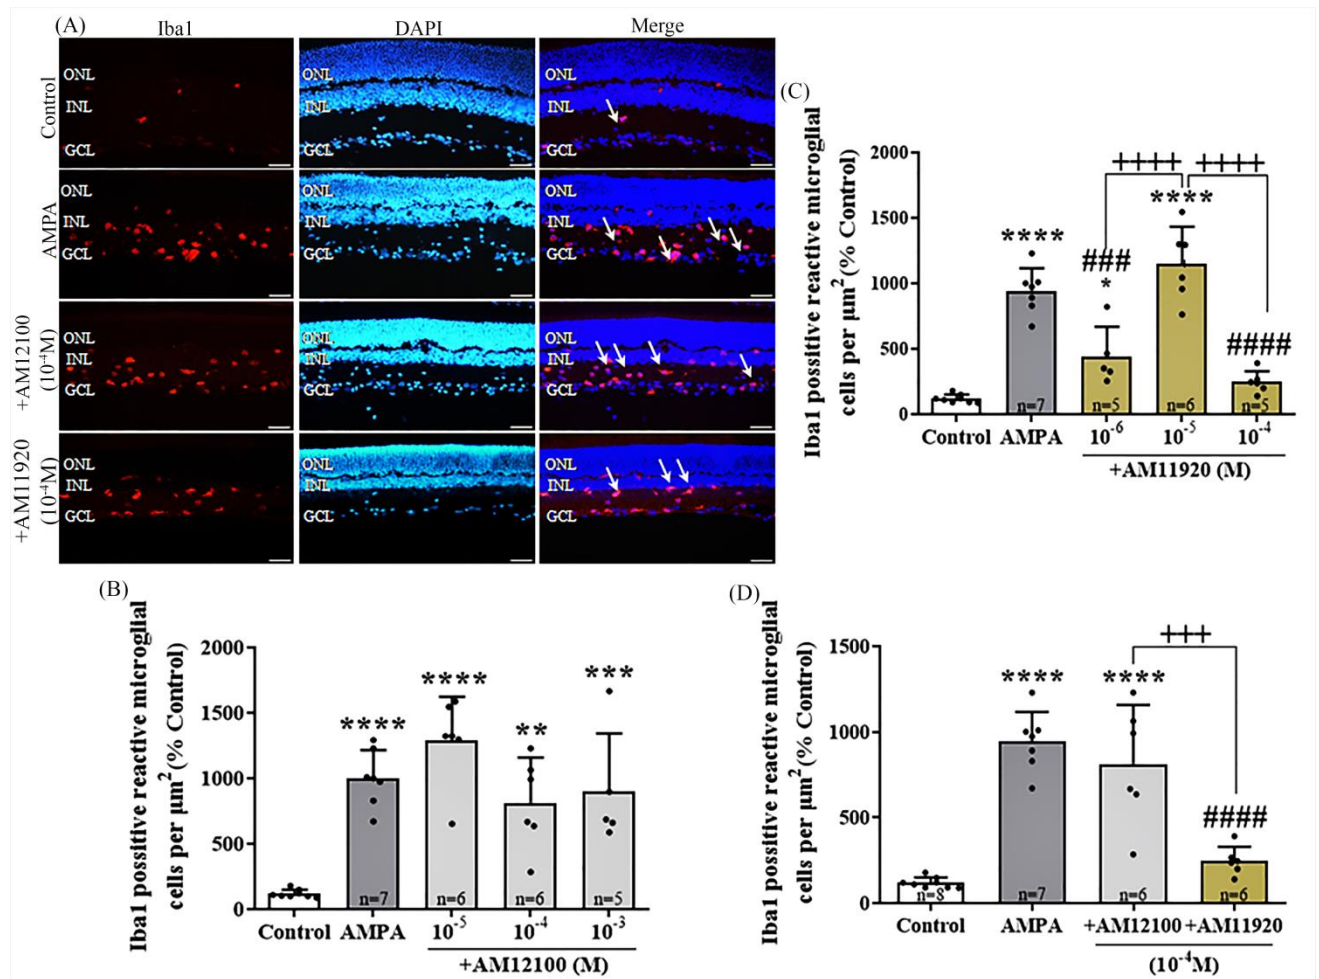 (A)
Iba1
DAPI
Merge
Control
ONL
INL
GCL
ONL
INL
GCL
ONL
INL
GCL
AMPA
ONL
INL
GCL
ONL
INL
GCL
ONL
INL
GCL
+AM12100
(10⁻⁴M)
ONL
INL
GCL
ONL
INL
GCL
ONL
INL
GCL
+AM11920
(10⁻⁴M)
ONL
INL
GCL
ONL
INL
GCL
ONL
INL
GCL
(C)
Iba1 possitive reactive microglial
cells per μm² (% Control)
2000
1500
1000
500
0
++++ ++++
****
****
###
*
####
n=7 n=5 n=6 n=5
Control AMPA 10⁻⁶ 10⁻⁵ 10⁻⁴
+AM11920 (M)
(B)
Iba1 possitive reactive microglial
cells per μm² (% Control)
2000
1500
1000
500
0
****
****
**
***
n=7 n=6 n=6 n=5
Control AMPA 10⁻⁵ 10⁻⁴ 10⁻³
+AM12100 (M)
(D)
Iba1 possitive reactive microglial
cells per μm² (% Control)
1500
1000
500
0
+++
**** ****
####
n=8 n=7 n=6 n=6
Control AMPA +AM12100 +AM11920
(10⁻⁴M)